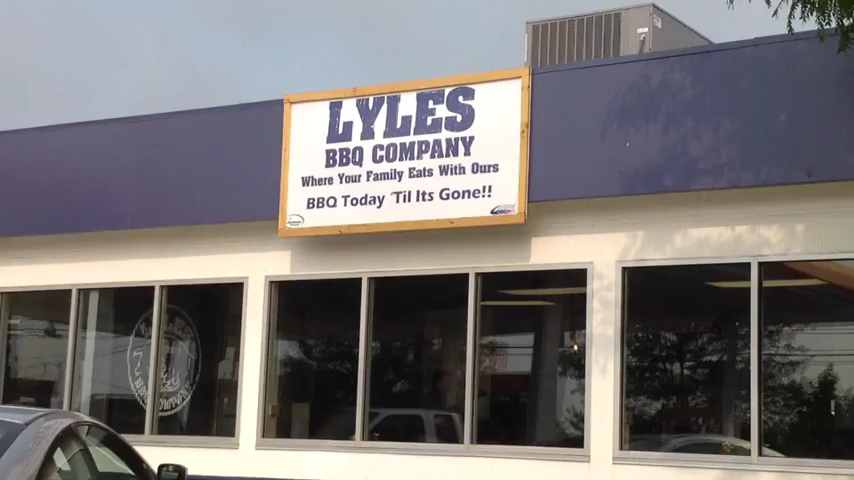 LYLES
BBQ COMPANY
Where Your Family Eats With Ours
BBQ Today 'Til Its Gone!!